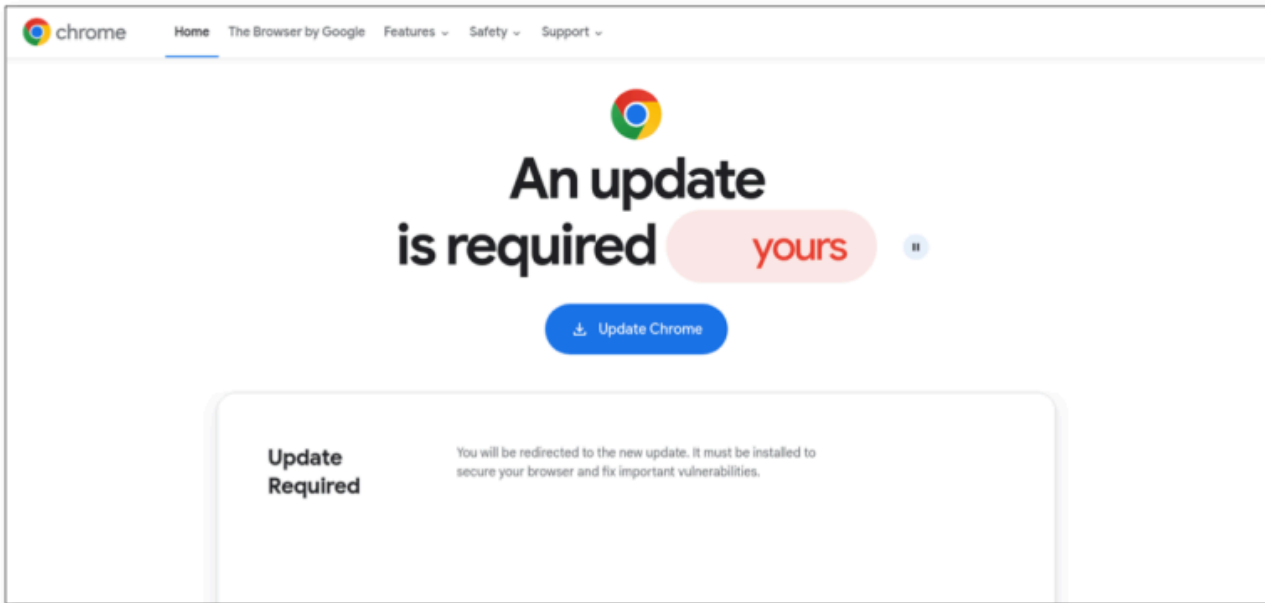 chrome Home The Browser by Google Features Safety Support
An update
is required yours
Update Chrome
Update
Required
You will be redirected to the new update. It must be installed to
secure your browser and fix important vulnerabilities.